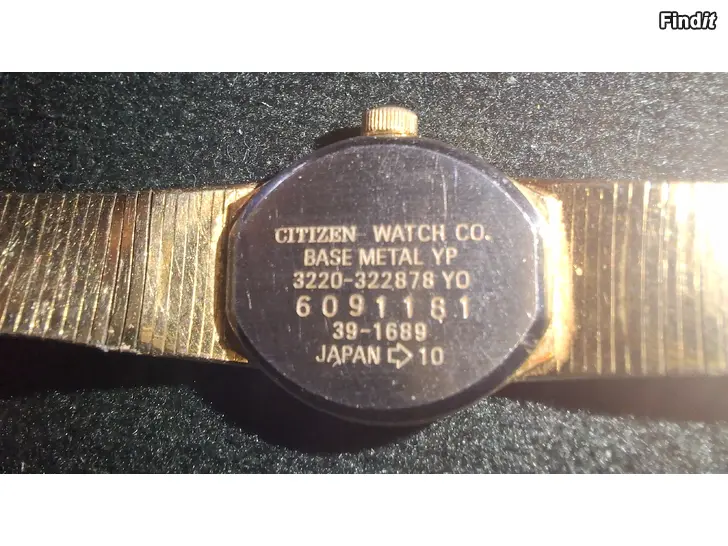 Findit
CITIZEN WATCH CO.
BASE METAL YP
3220-322878 YO
6091181
39-1689
JAPAN ⇨ 10